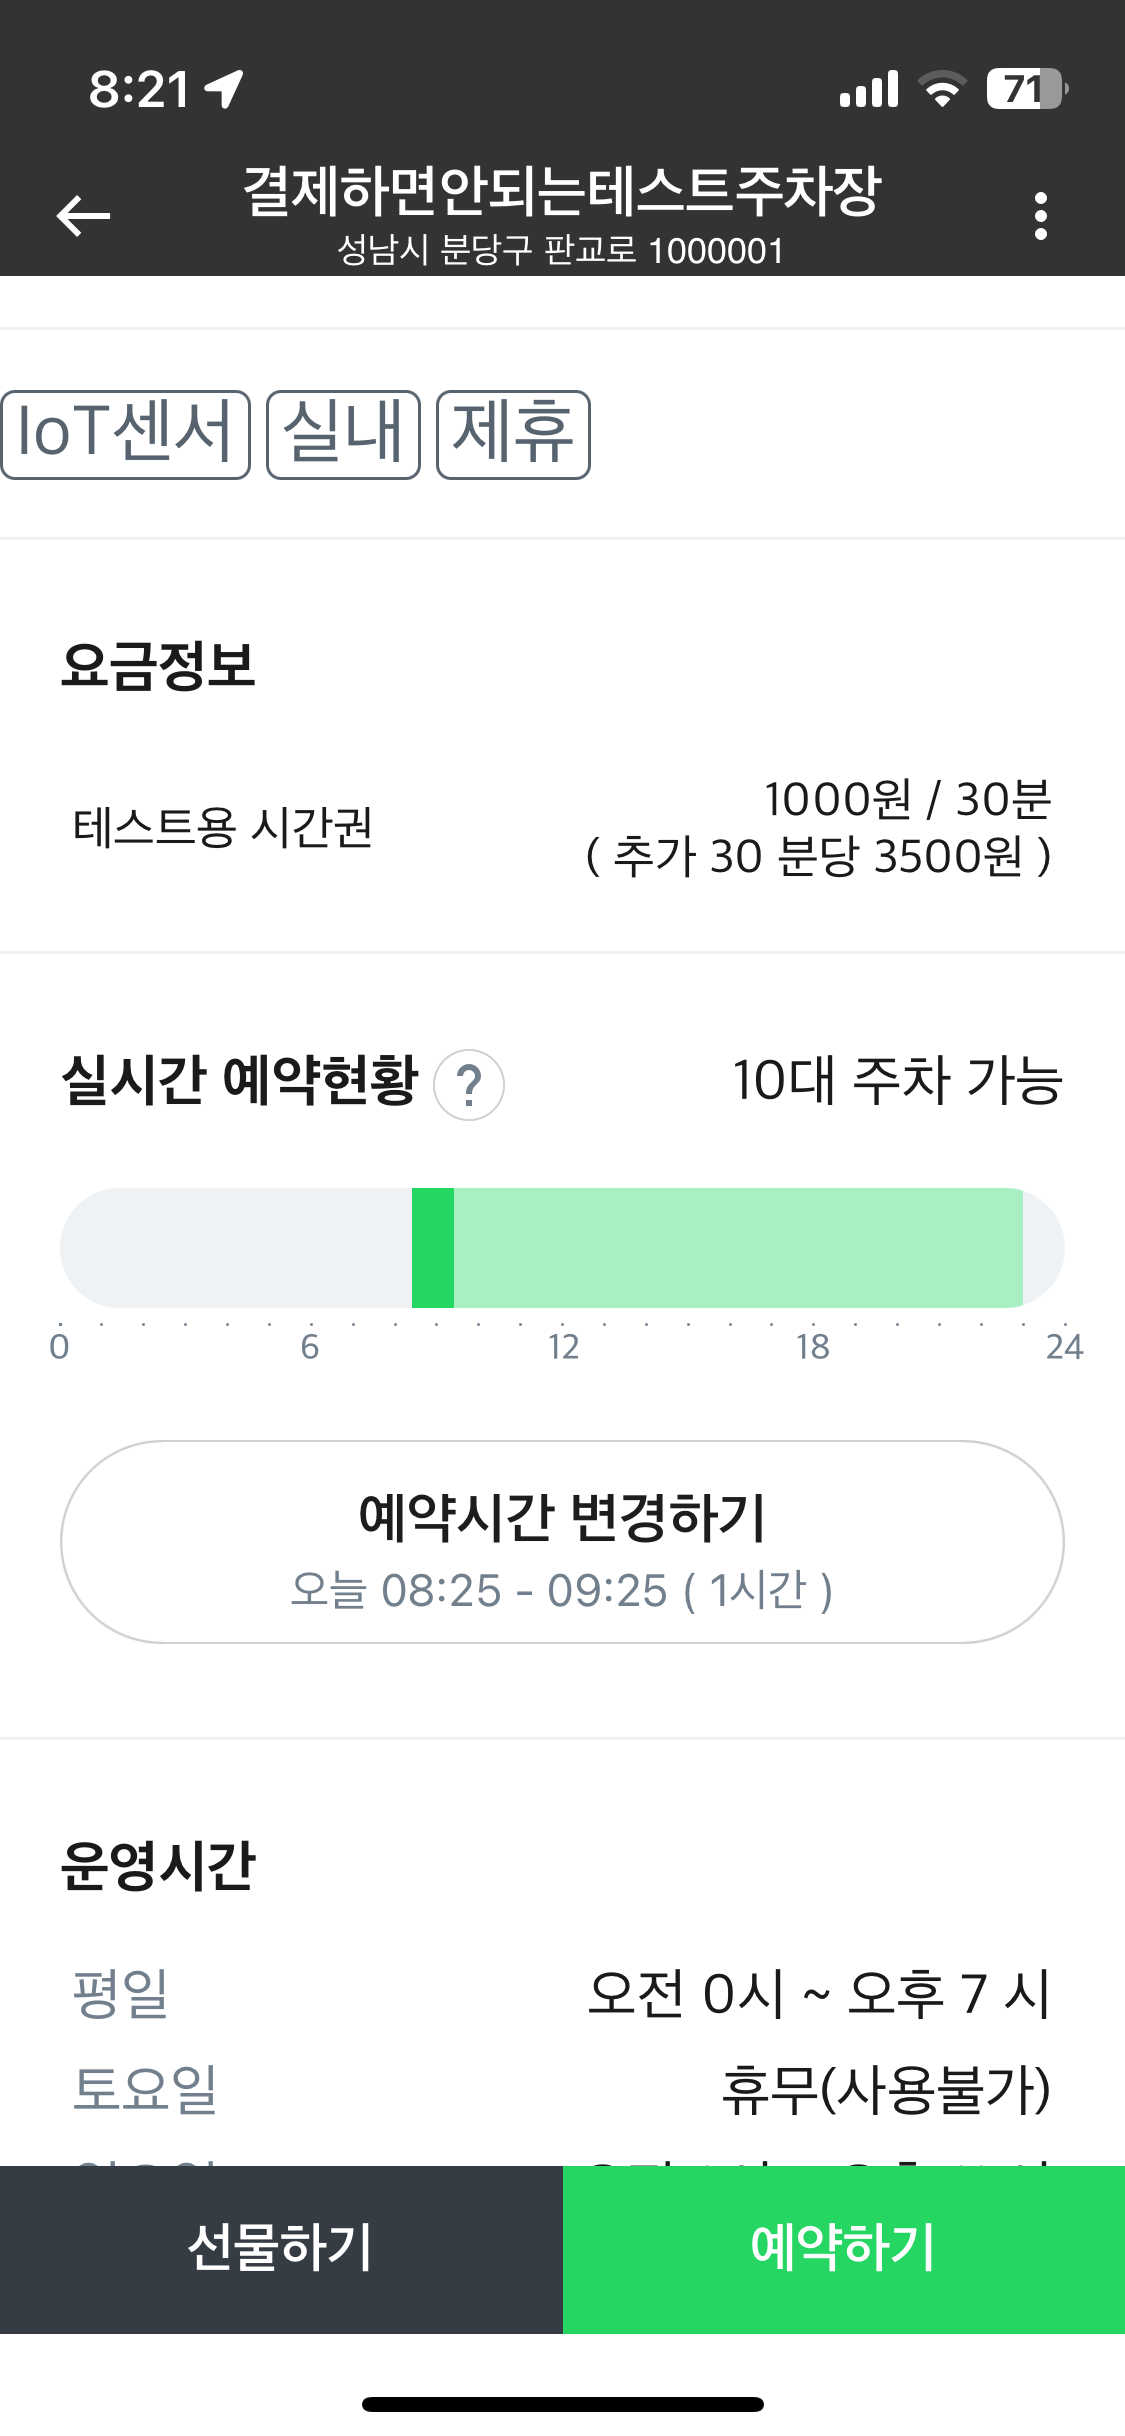 8:21
71
결제하면안되는테스트주차장
성남시 분당구 판교로 1000001
IoT센서 실내 제휴
요금정보
테스트용 시간권
1000원 / 30분
( 추가 30 분당 3500원 )
실시간 예약현황 ? 10대 주차 가능
0 6 12 18 24
예약시간 변경하기
오늘 08:25 - 09:25 ( 1시간 )
운영시간
평일 오전 0시 ~ 오후 7 시
토요일 휴무(사용불가)
선물하기 예약하기